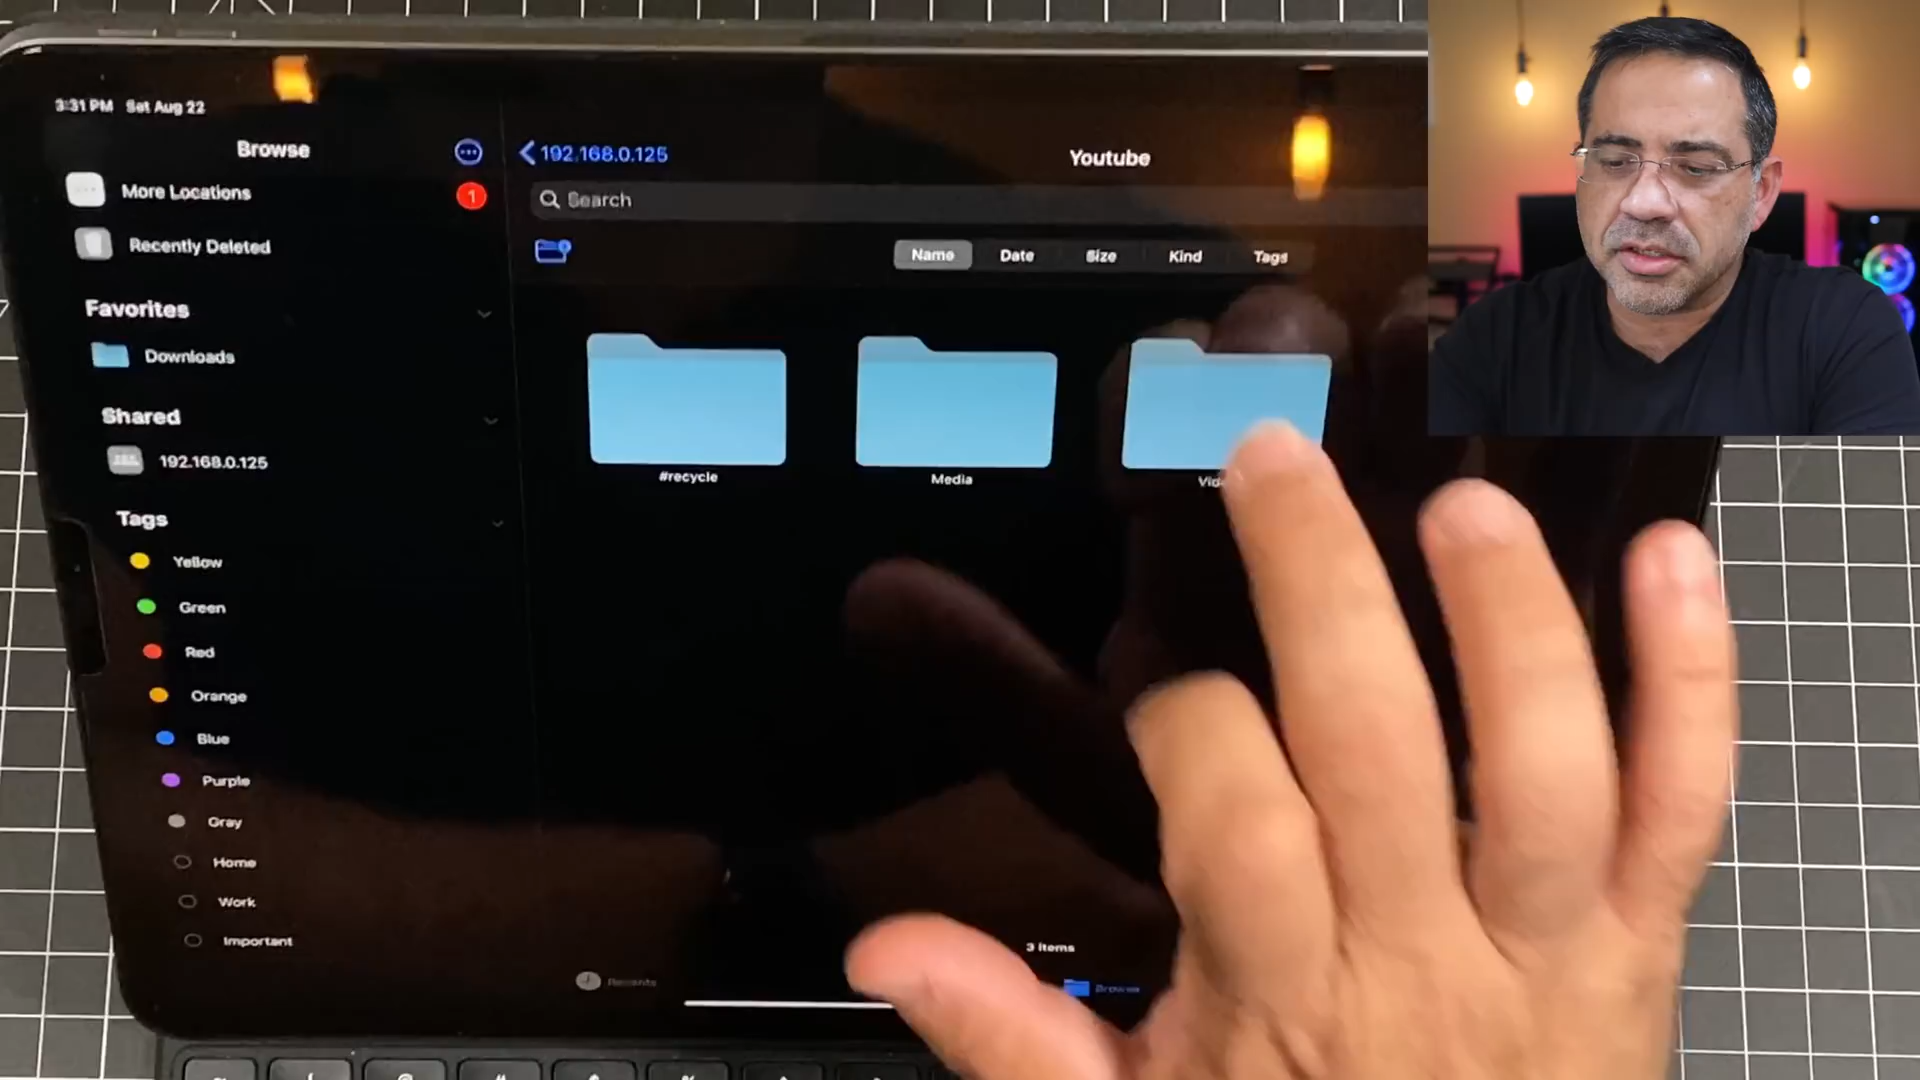 3:31 PM Sat Aug 22
Browse
More Locations
1
Recently Deleted
Favorites
Downloads
Shared
192.168.0.125
Tags
Yellow
Green
Red
Orange
Blue
Purple
Gray
Home
Work
Important
192.168.0.125
Youtube
Search
Name Date Size Kind Tags
#recycle
Media
3 items
Recents
Browse